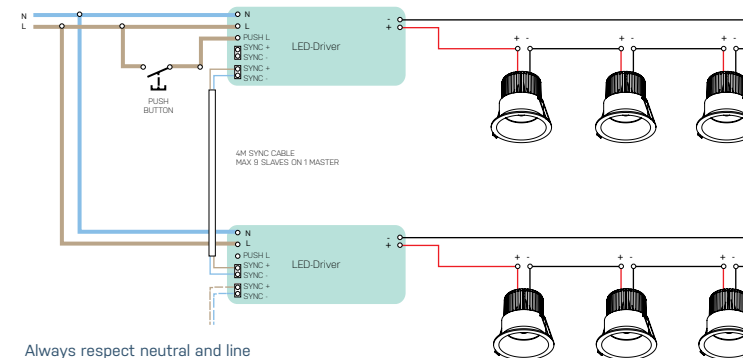 N
L
N
L
PUSH L
SYNC +
SYNC -
SYNC +
SYNC -
LED-Driver
-
+
+ -
+ -
+ -
PUSH
BUTTON
4M SYNC CABLE
MAX 9 SLAVES ON 1 MASTER
N
L
PUSH L
SYNC +
SYNC -
SYNC +
SYNC -
LED-Driver
-
+
+ -
+ -
+ -
Always respect neutral and line